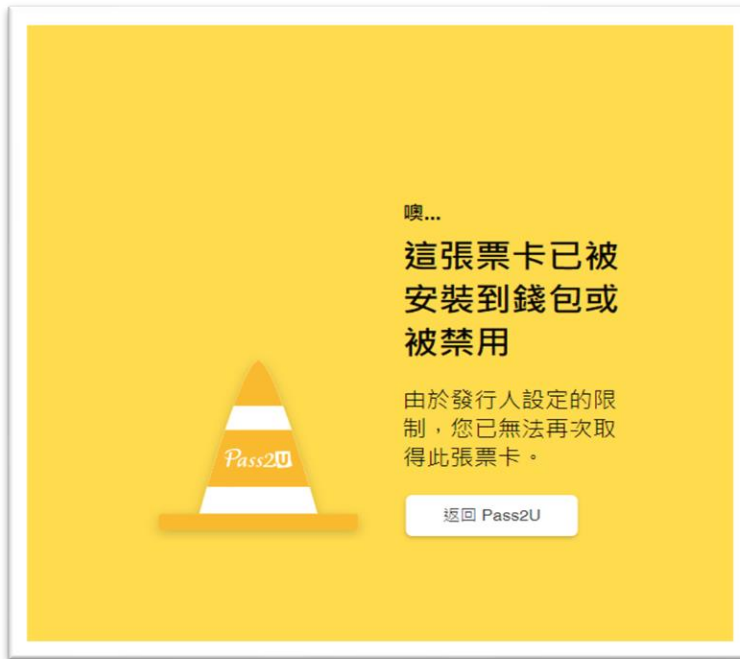 噢...
這張票卡已被
安裝到錢包或
被禁用
由於發行人設定的限
制，您已無法再次取
得此張票卡。
Pass2U
返回 Pass2U